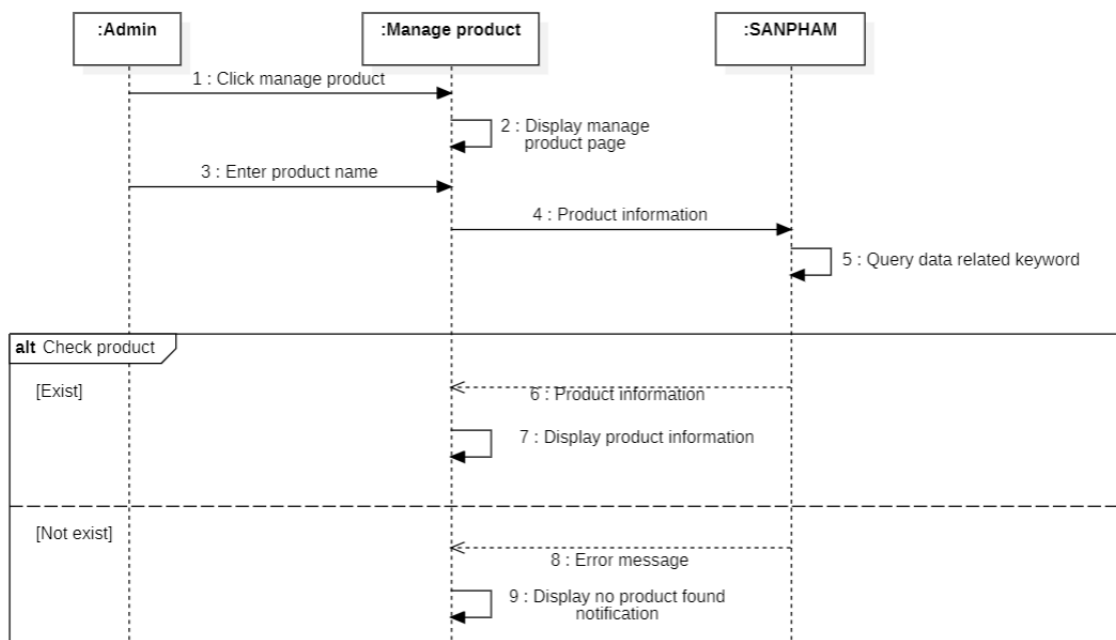 :Admin
:Manage product
:SANPHAM
1 : Click manage product
2 : Display manage
product page
3 : Enter product name
4 : Product information
5 : Query data related keyword
alt Check product
[Exist]
6 : Product information
7 : Display product information
[Not exist]
8 : Error message
9 : Display no product found
notification